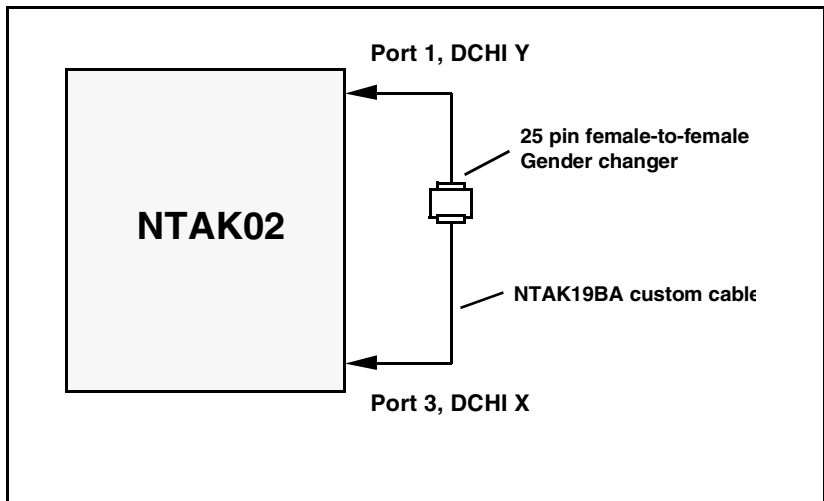 Port 1, DCHI Y
25 pin female-to-female
Gender changer
NTAK02
NTAK19BA custom cable
Port 3, DCHI X